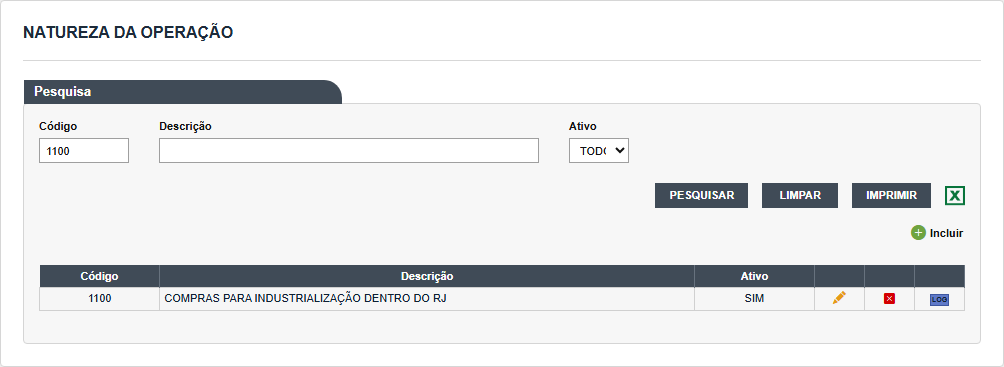 NATUREZA DA OPERAÇÃO
Pesquisa
Código Descrição Ativo
1100 TODO
PESQUISAR LIMPAR IMPRIMIR X
Incluir
Código Descrição Ativo
1100 COMPRAS PARA INDUSTRIALIZAÇÃO DENTRO DO RJ SIM LOG